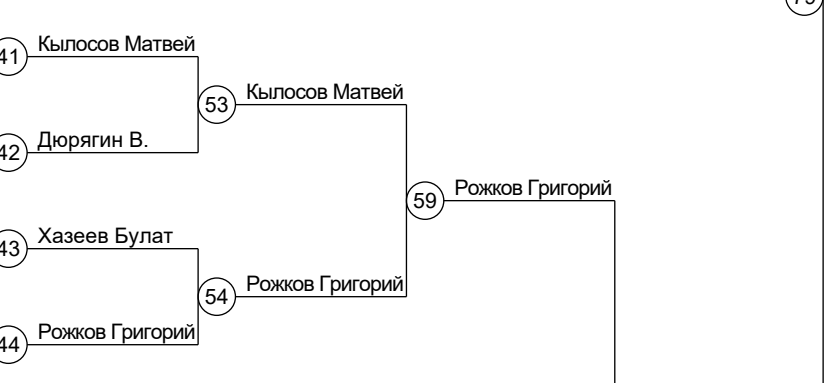 41 Кылосов Матвей
53 Кылосов Матвей
42 Дюрягин В.
59 Рожков Григорий
43 Хазеев Булат
54 Рожков Григорий
44 Рожков Григорий